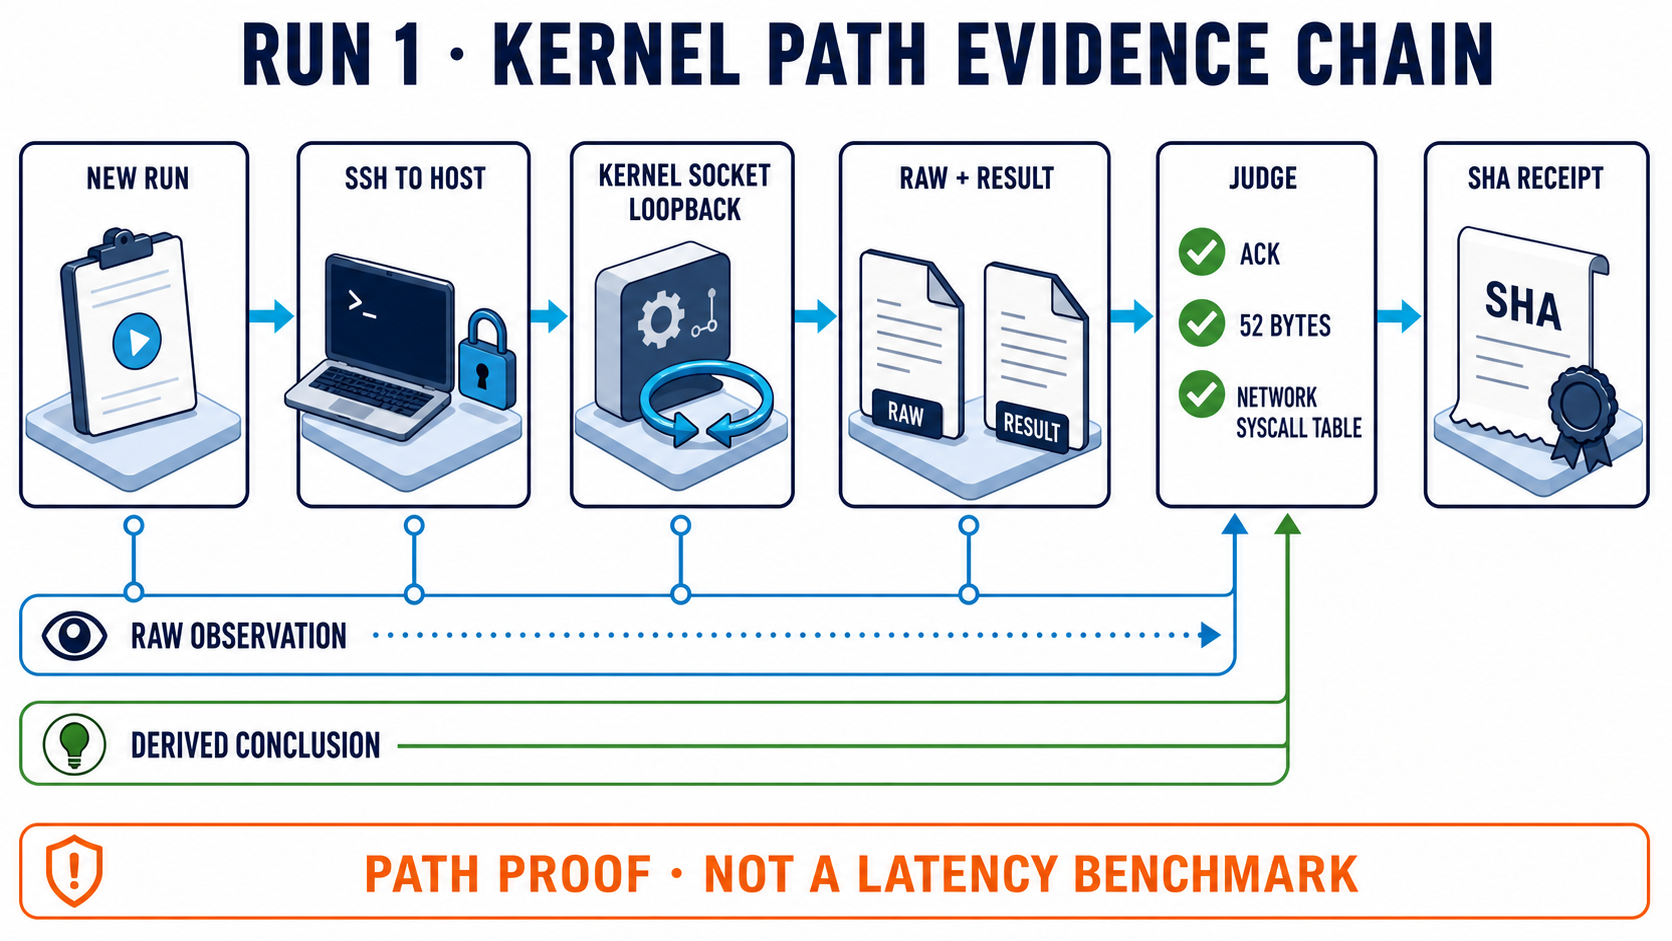 RUN 1 · KERNEL PATH EVIDENCE CHAIN
NEW RUN
SSH TO HOST
>_
KERNEL SOCKET
LOOPBACK
RAW + RESULT
RAW
RESULT
JUDGE
ACK
52 BYTES
NETWORK
SYSCALL TABLE
SHA RECEIPT
SHA
RAW OBSERVATION
DERIVED CONCLUSION
PATH PROOF · NOT A LATENCY BENCHMARK